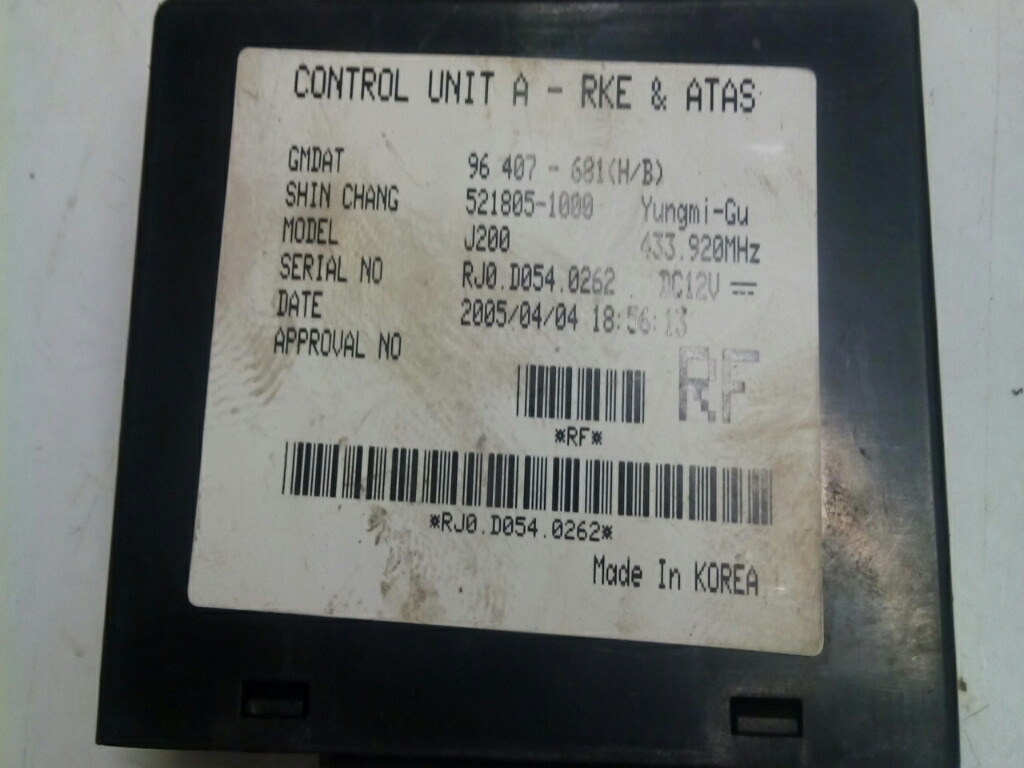 CONTROL UNIT A - RKE & ATAS
GMDAT 96 407 - 601(H/B)
SHIN CHANG 521805-1000 Yungmi-Gu
MODEL J200 433.920MHz
SERIAL NO RJ0.D054.0262 DC12V
DATE 2005/04/04 18:56:13
APPROVAL NO
RF
*RF*
*RJ0.D054.0262*
Made In KOREA